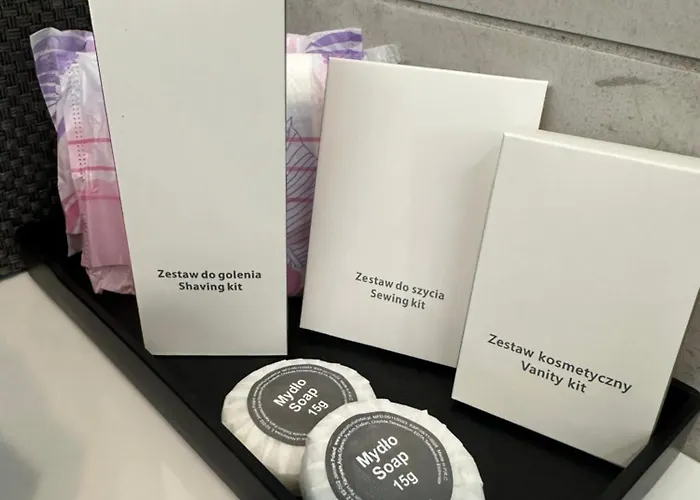 Zestaw do golenia
Shaving kit
Zestaw do szycia
Sewing kit
Zestaw kosmetyczny
Vanity kit
Mydło
Soap
15g
Mydło
Soap
15g